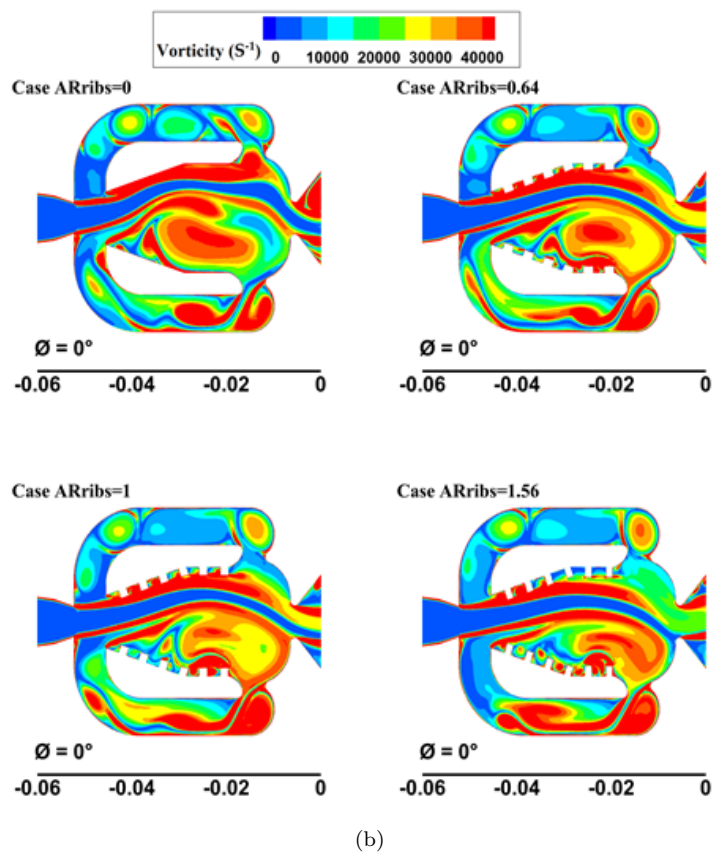 Vorticity (S⁻¹) 0 10000 20000 30000 40000
Case ARribs=0 Case ARribs=0.64
Ø = 0° Ø = 0°
-0.06 -0.04 -0.02 0 -0.06 -0.04 -0.02 0
Case ARribs=1 Case ARribs=1.56
Ø = 0° Ø = 0°
-0.06 -0.04 -0.02 0 -0.06 -0.04 -0.02 0
(b)